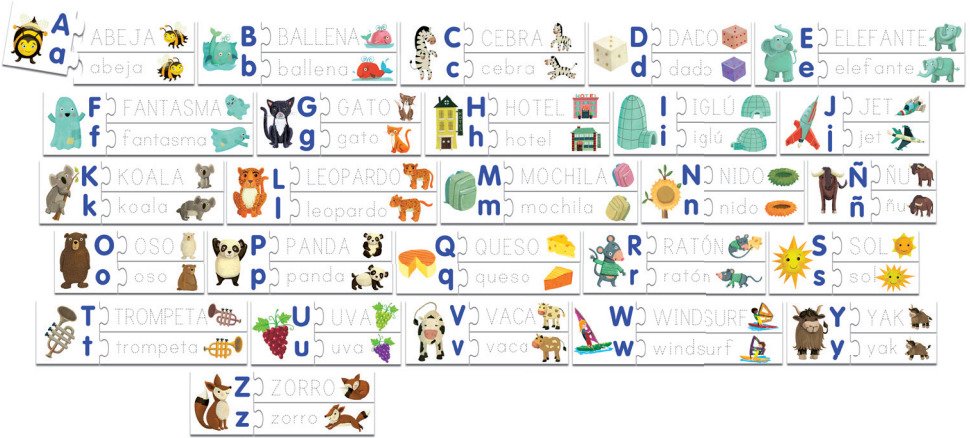 A a ABEJA abeja
B b BALLENA ballena
C c CEBRA cebra
D d DADO dado
E e ELEFANTE elefante
F f FANTASMA fantasma
G g GATO gato
H h HOTEL hotel
I i IGLÚ iglú
J j JET jet
K k KOALA koala
L l LEOPARDO leopardo
M m MOCHILA mochila
N n NIDO nido
Ñ ñ ÑU ñu
O o OSO oso
P p PANDA panda
Q q QUESO queso
R r RATÓN ratón
S s SOL sol
T t TROMPETA trompeta
U u UVA uva
V v VACA vaca
W w WINDSURF windsurf
Y y YAK yak
Z z ZORRO zorro